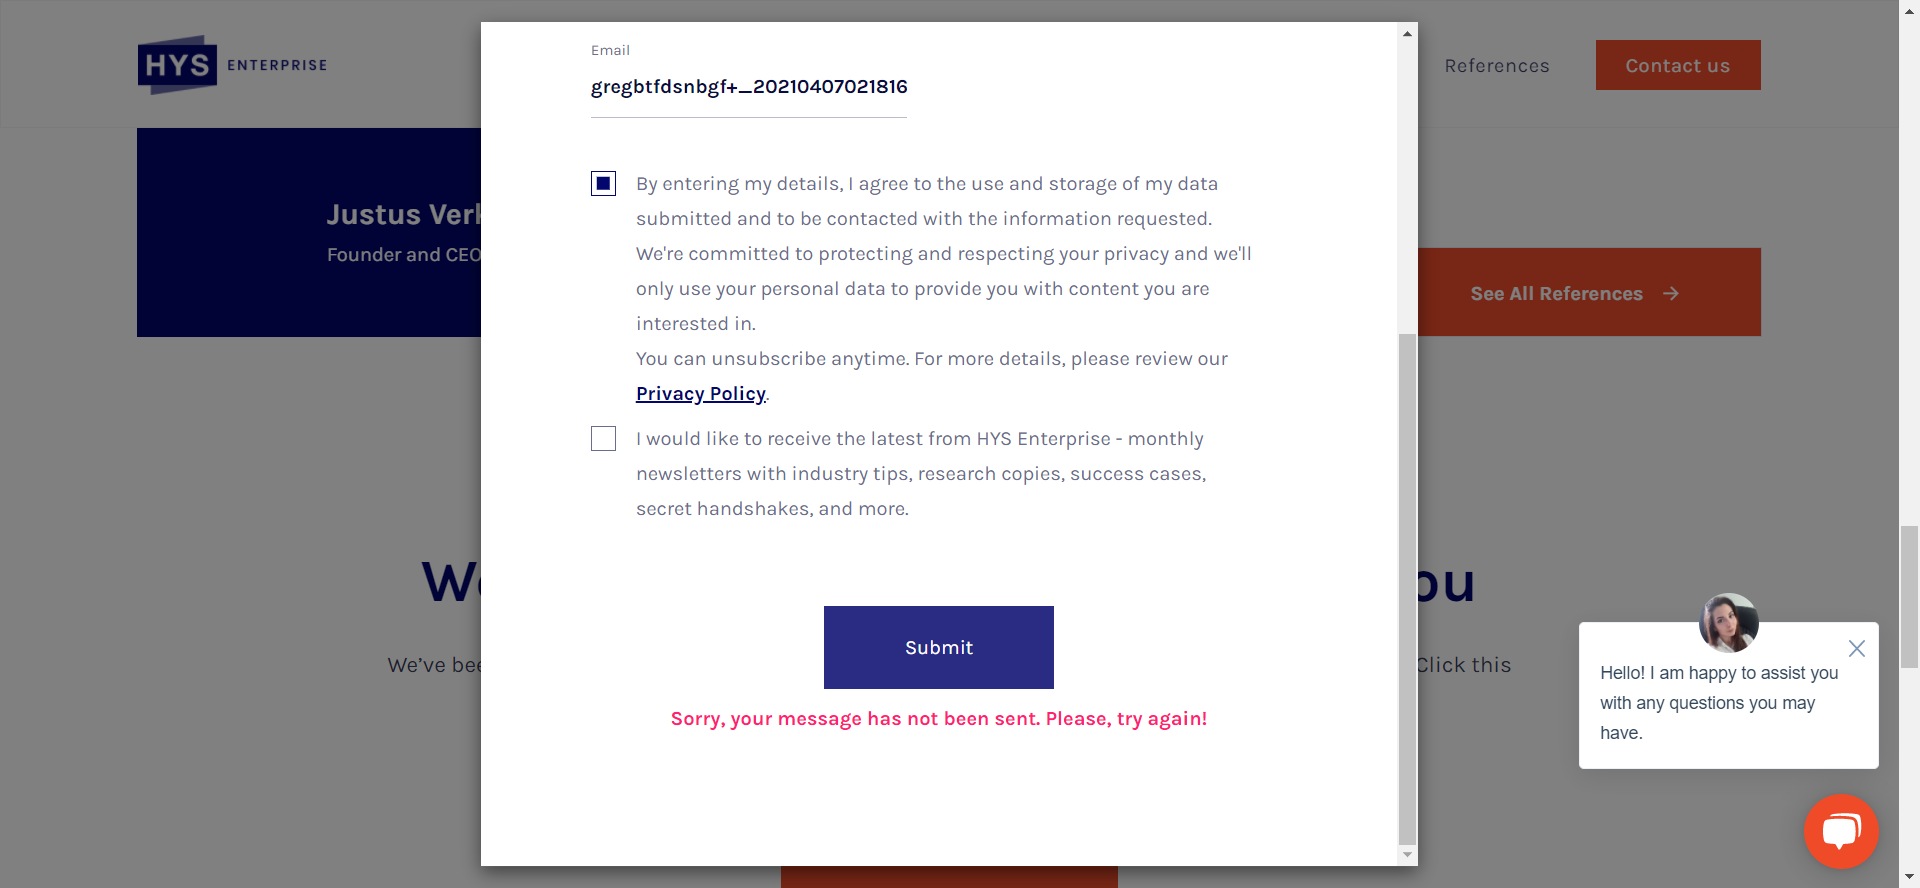 HYS ENTERPRISE
References
Contact us
Email
gregbtfdsnbgf+_20210407021816
Justus Verk
Founder and CEO
By entering my details, I agree to the use and storage of my data
submitted and to be contacted with the information requested.
We're committed to protecting and respecting your privacy and we'll
only use your personal data to provide you with content you are
interested in.
You can unsubscribe anytime. For more details, please review our
Privacy Policy.
See All References
I would like to receive the latest from HYS Enterprise - monthly
newsletters with industry tips, research copies, success cases,
secret handshakes, and more.
Submit
Sorry, your message has not been sent. Please, try again!
We've
Click this
Hello! I am happy to assist you
with any questions you may
have.